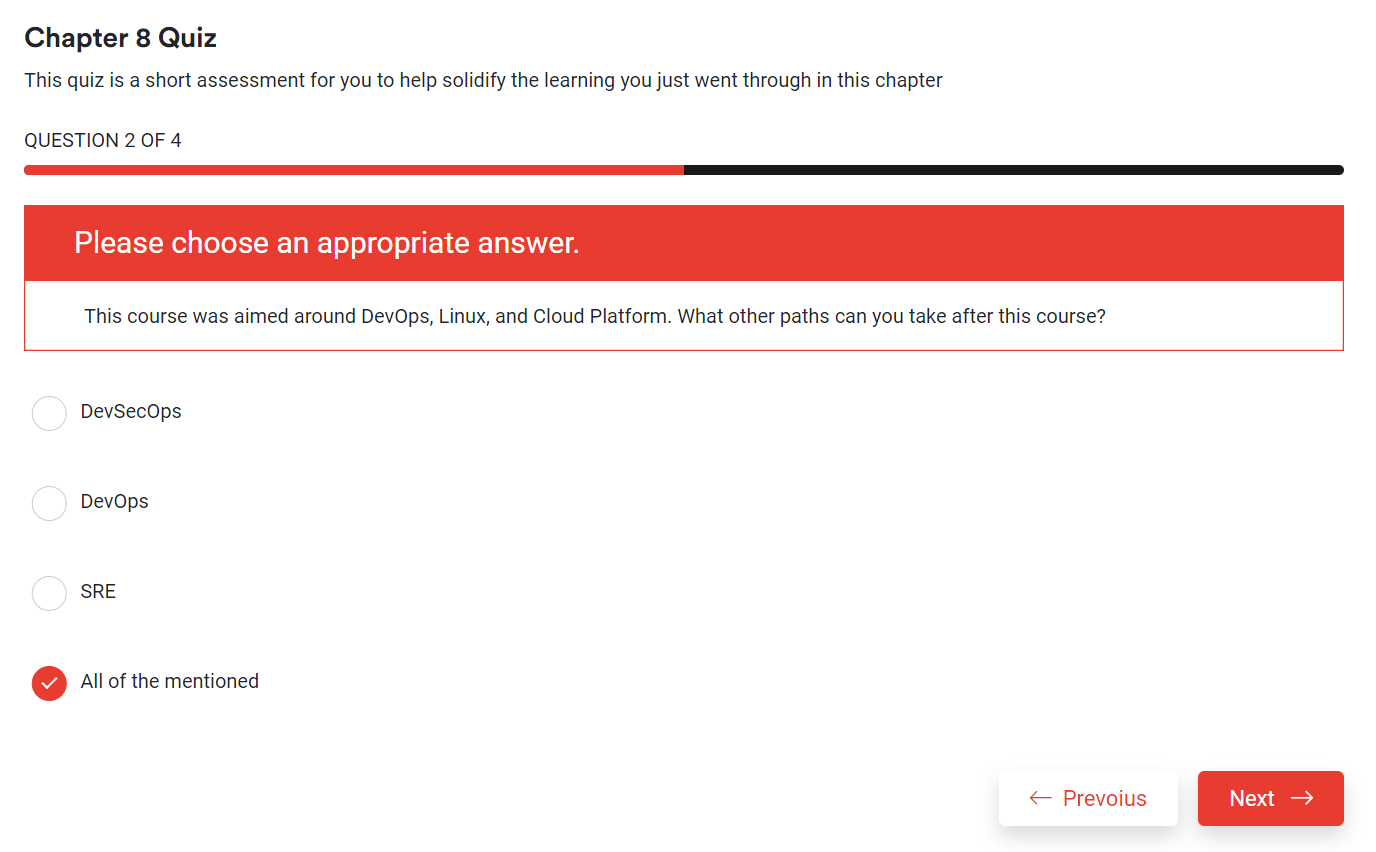 Chapter 8 Quiz
This quiz is a short assessment for you to help solidify the learning you just went through in this chapter
QUESTION 2 OF 4
Please choose an appropriate answer.
This course was aimed around DevOps, Linux, and Cloud Platform. What other paths can you take after this course?
DevSecOps
DevOps
SRE
All of the mentioned
← Prevoius
Next →